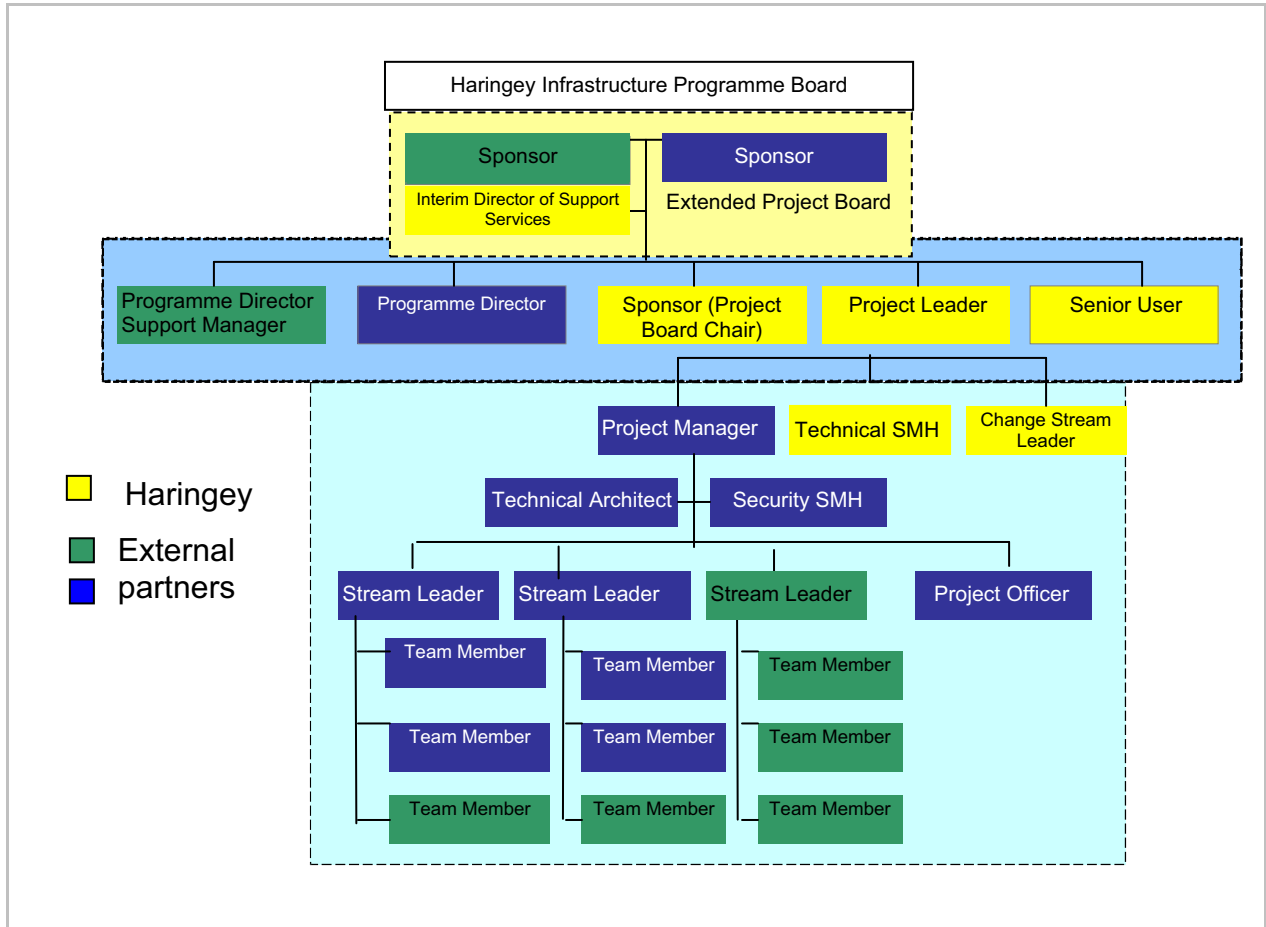 Haringey Infrastructure Programme Board
Sponsor
Sponsor
Interim Director of Support
Services
Extended Project Board
Programme Director
Support Manager
Programme Director
Sponsor (Project
Board Chair)
Project Leader
Senior User
Project Manager
Technical SMH
Change Stream
Leader
Haringey
External
partners
Technical Architect
Security SMH
Stream Leader
Stream Leader
Stream Leader
Project Officer
Team Member
Team Member
Team Member
Team Member
Team Member
Team Member
Team Member
Team Member
Team Member